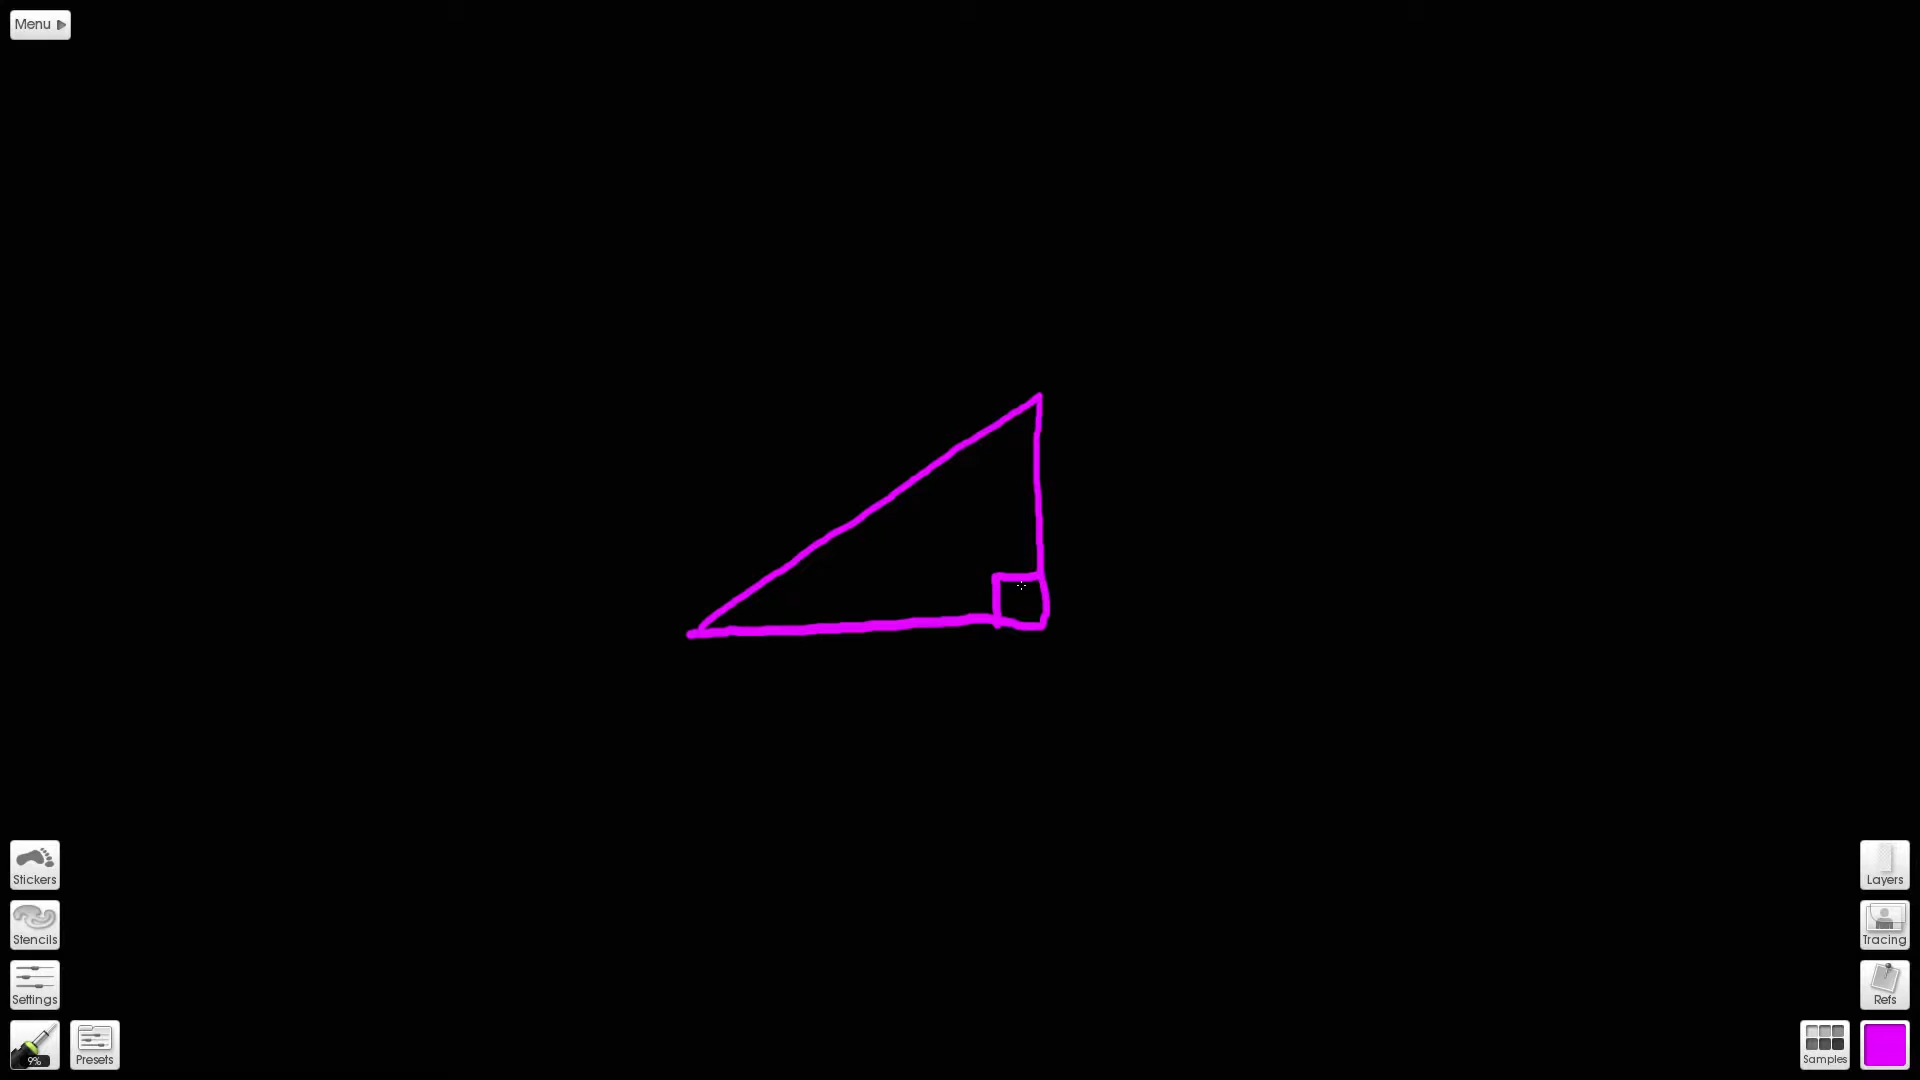 Menu
Stickers
Stencils
Settings
9%
Presets
Layers
Tracing
Refs
Samples